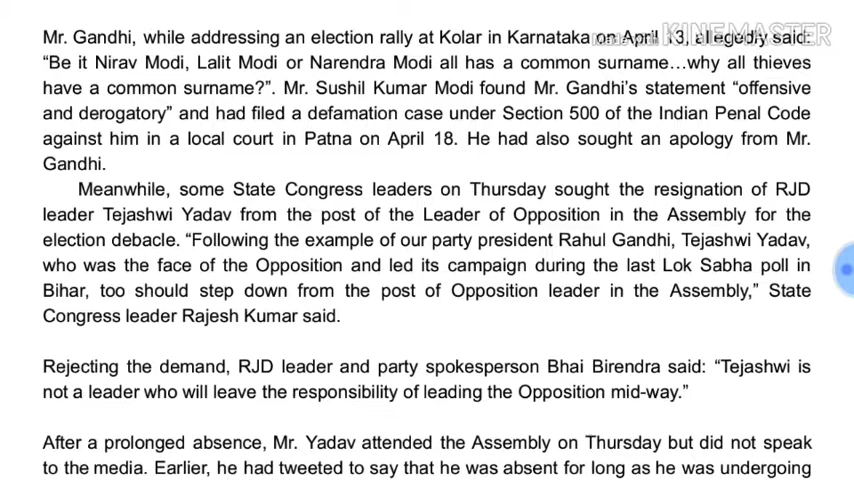 Mr. Gandhi, while addressing an election rally at Kolar in Karnataka on April 13, allegedly said:
KINEMASTER
“Be it Nirav Modi, Lalit Modi or Narendra Modi all has a common surname…why all thieves
have a common surname?”. Mr. Sushil Kumar Modi found Mr. Gandhi’s statement “offensive
and derogatory” and had filed a defamation case under Section 500 of the Indian Penal Code
against him in a local court in Patna on April 18. He had also sought an apology from Mr.
Gandhi.
Meanwhile, some State Congress leaders on Thursday sought the resignation of RJD
leader Tejashwi Yadav from the post of the Leader of Opposition in the Assembly for the
election debacle. “Following the example of our party president Rahul Gandhi, Tejashwi Yadav,
who was the face of the Opposition and led its campaign during the last Lok Sabha poll in
Bihar, too should step down from the post of Opposition leader in the Assembly,” State
Congress leader Rajesh Kumar said.
Rejecting the demand, RJD leader and party spokesperson Bhai Birendra said: “Tejashwi is
not a leader who will leave the responsibility of leading the Opposition mid-way.”
After a prolonged absence, Mr. Yadav attended the Assembly on Thursday but did not speak
to the media. Earlier, he had tweeted to say that he was absent for long as he was undergoing